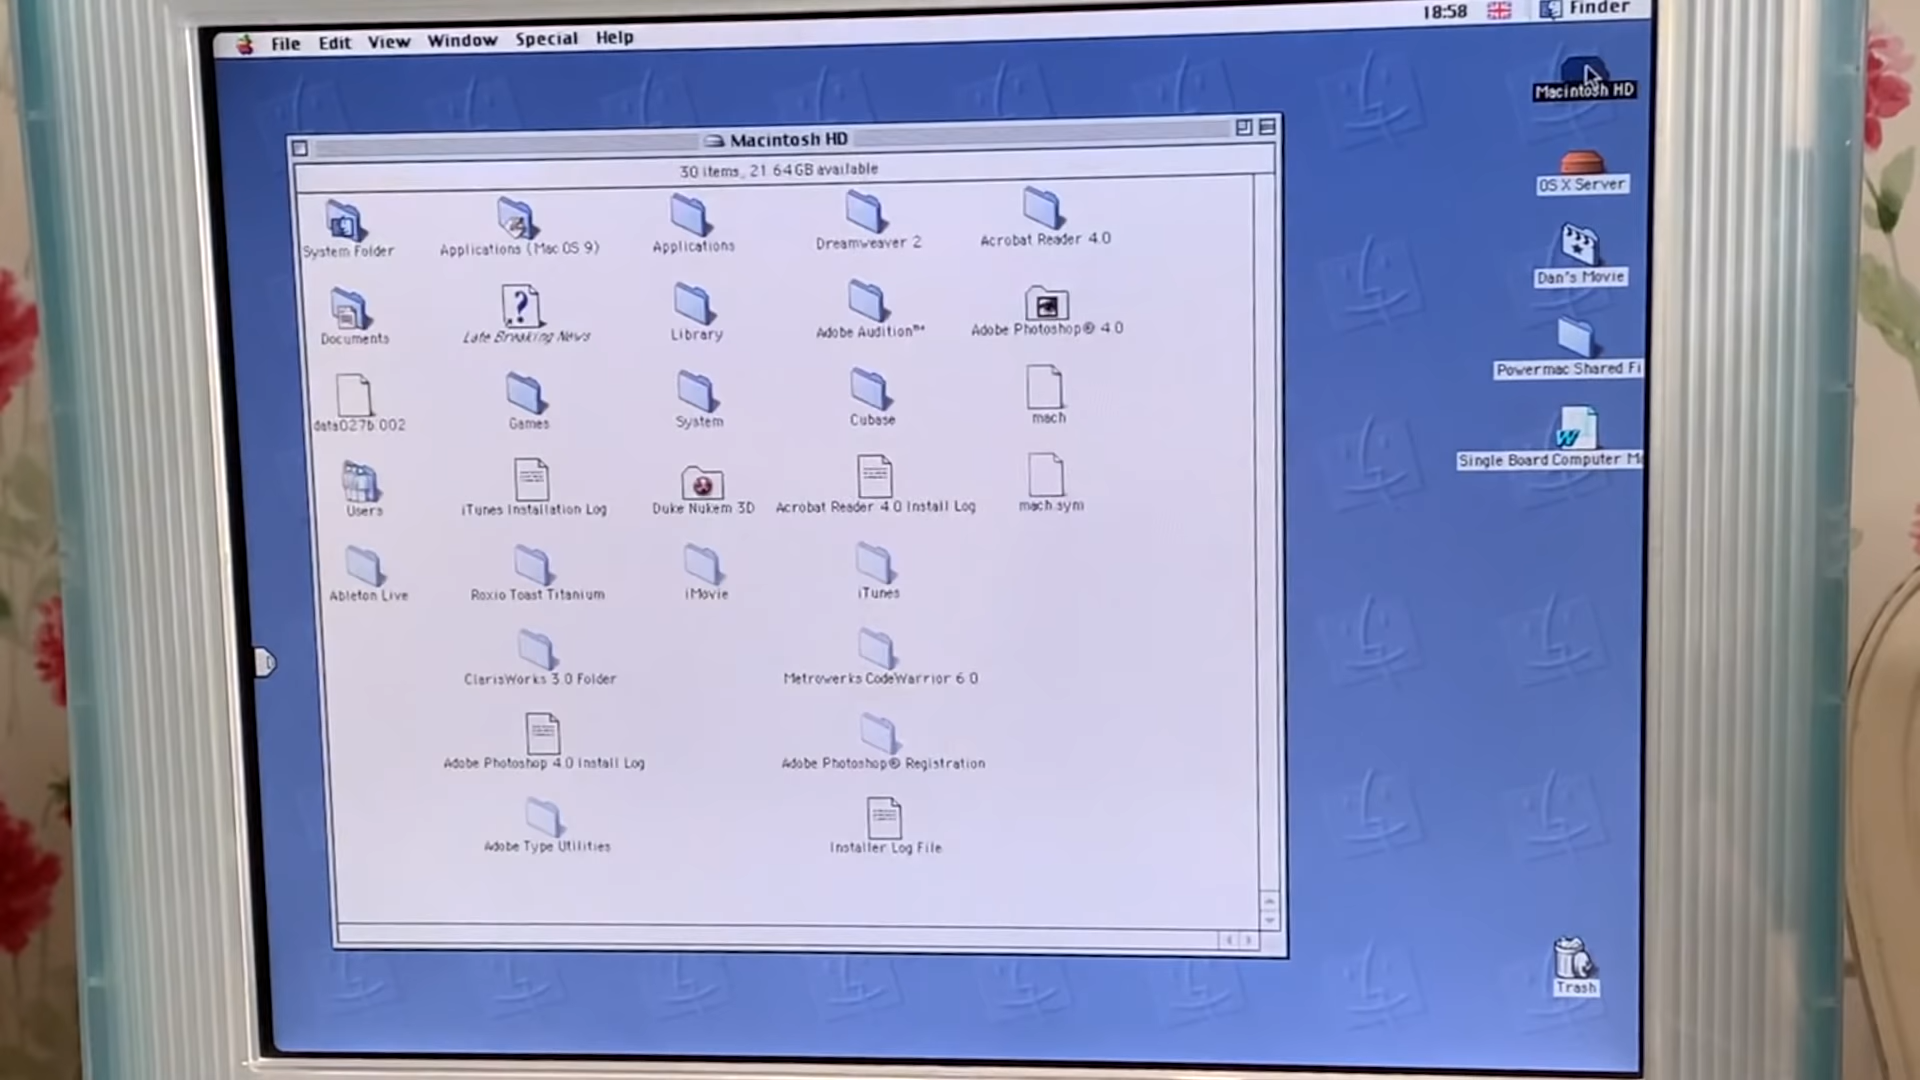 File Edit View Window Special Help 18:58 Finder
Macintosh HD
Macintosh HD
30 items, 21.64 GB available
System Folder Applications (Mac OS 9) Applications Dreamweaver 2 Acrobat Reader 4.0
OS X Server
Documents Late Breaking News Library Adobe Audition™ Adobe Photoshop® 4.0
Dan's Movie
data027b.002 Games System Cubase mach
Powermac Shared Fi
Users iTunes Installation Log Duke Nukem 3D Acrobat Reader 4.0 Install Log mach.sym
W
Single Board Computer
Ableton Live Roxio Toast Titanium iMovie iTunes
ClarisWorks 3.0 Folder Metrowerks CodeWarrior 6.0
Adobe Photoshop 4.0 Install Log Adobe Photoshop® Registration
Adobe Type Utilities Installer Log File
Trash